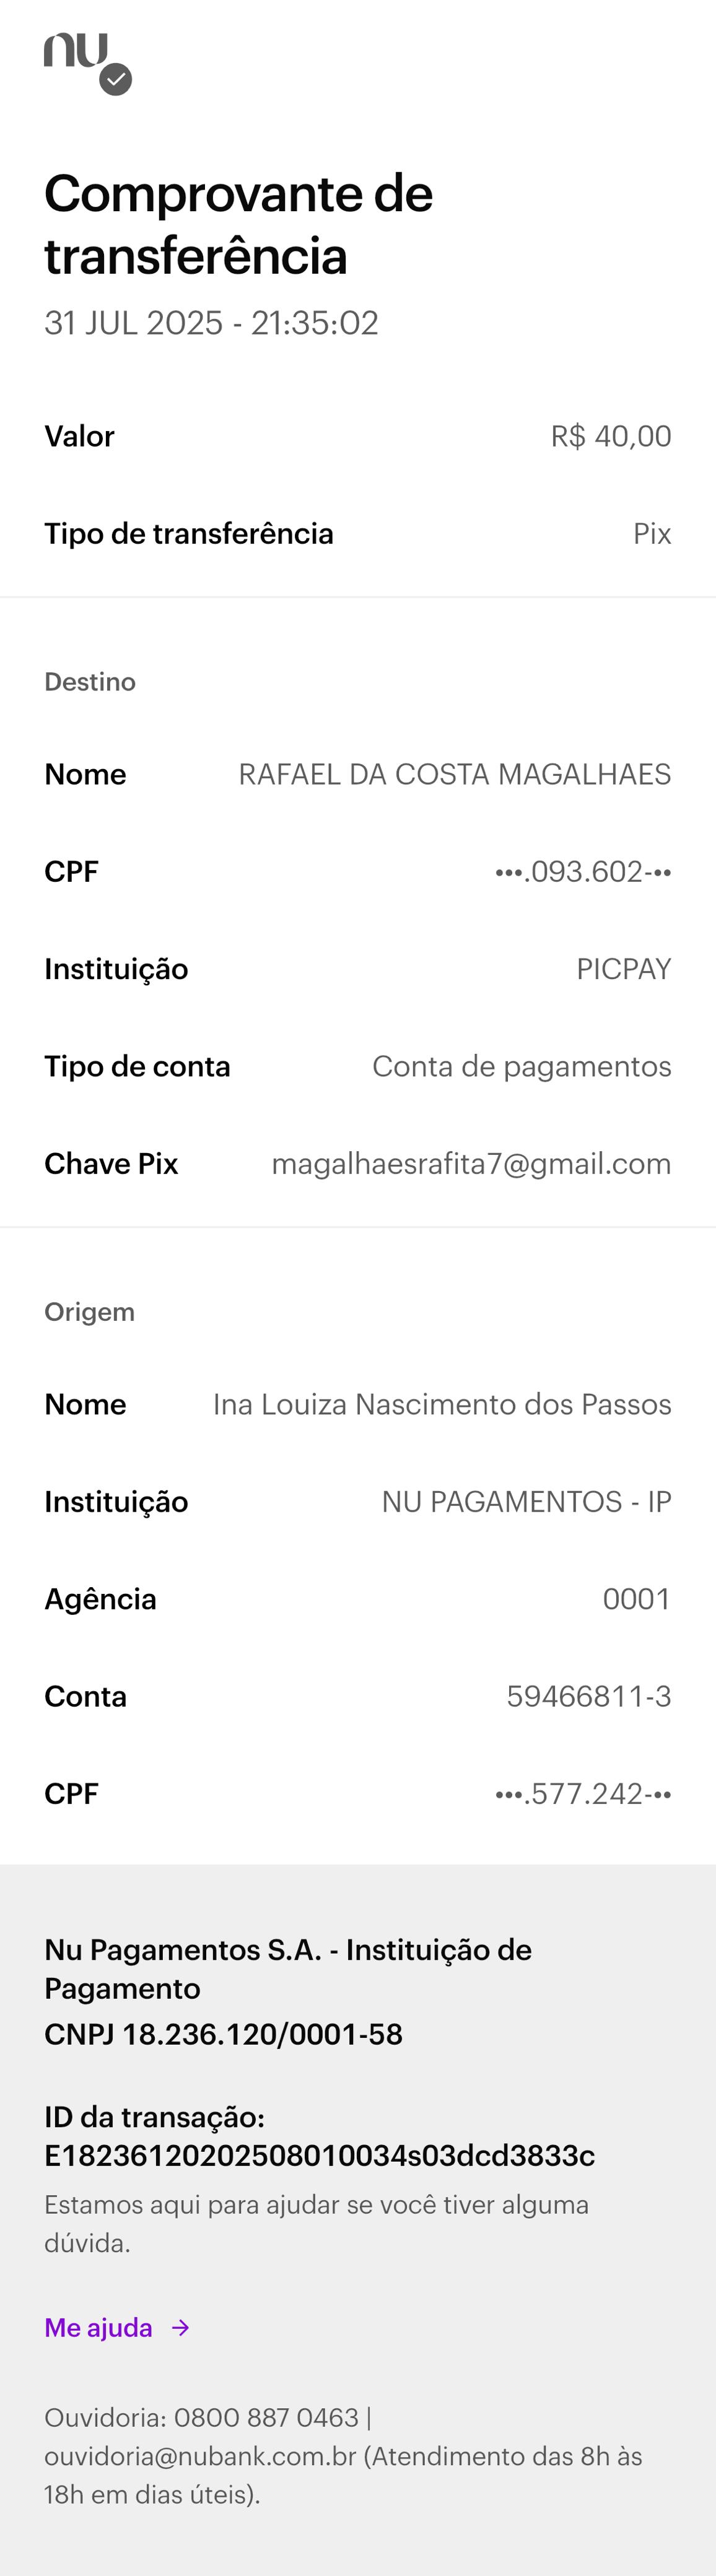 nu
Comprovante de
transferência
31 JUL 2025 - 21:35:02
Valor R$ 40,00
Tipo de transferência Pix
Destino
Nome RAFAEL DA COSTA MAGALHAES
CPF •••.093.602-••
Instituição PICPAY
Tipo de conta Conta de pagamentos
Chave Pix magalhaesrafita7@gmail.com
Origem
Nome Ina Louiza Nascimento dos Passos
Instituição NU PAGAMENTOS - IP
Agência 0001
Conta 59466811-3
CPF •••.577.242-••
Nu Pagamentos S.A. - Instituição de
Pagamento
CNPJ 18.236.120/0001-58
ID da transação:
E18236120202508010034s03dcd3833c
Estamos aqui para ajudar se você tiver alguma
dúvida.
Me ajuda →
Ouvidoria: 0800 887 0463 |
ouvidoria@nubank.com.br (Atendimento das 8h às
18h em dias úteis).